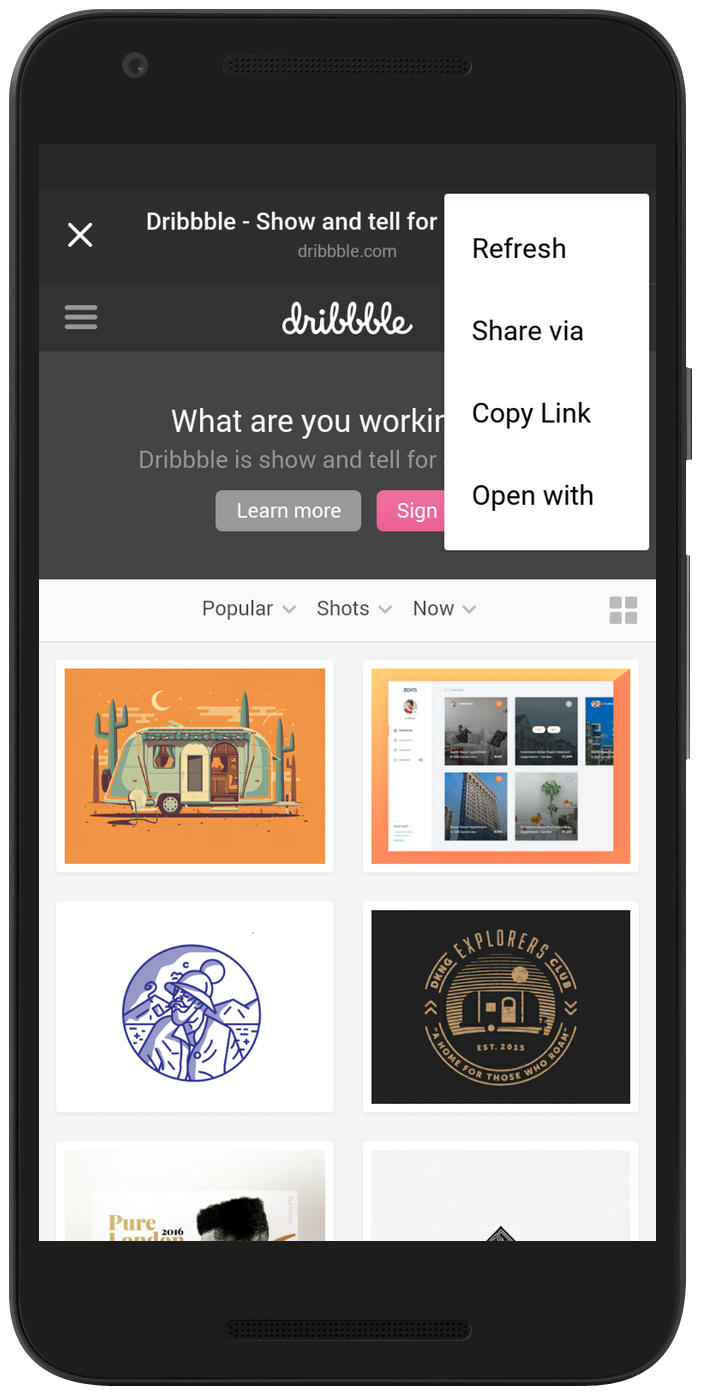 Dribbble - Show and tell for
dribbble.com
Refresh
Share via
Copy Link
Open with
dribbble
What are you workin
Dribbble is show and tell for
Learn more
Sign
Popular
Shots
Now
zoro
EXPLORERS
DKNG
CLUB
EST. 2015
"A HOME FOR THOSE WHO ROAM"
Pure
2016
London